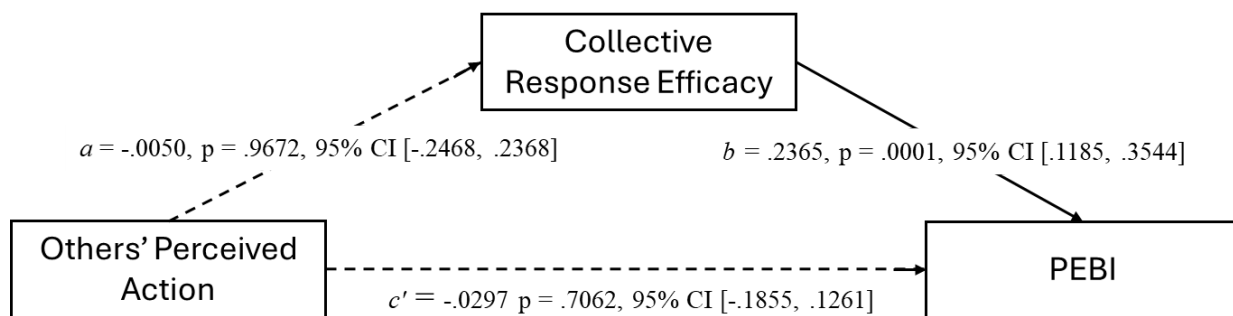 Collective
Response Efficacy
a = -.0050, p = .9672, 95% CI [-.2468, .2368]
b = .2365, p = .0001, 95% CI [.1185, .3544]
Others' Perceived
Action
PEBI
c' = -.0297 p = .7062, 95% CI [-.1855, .1261]